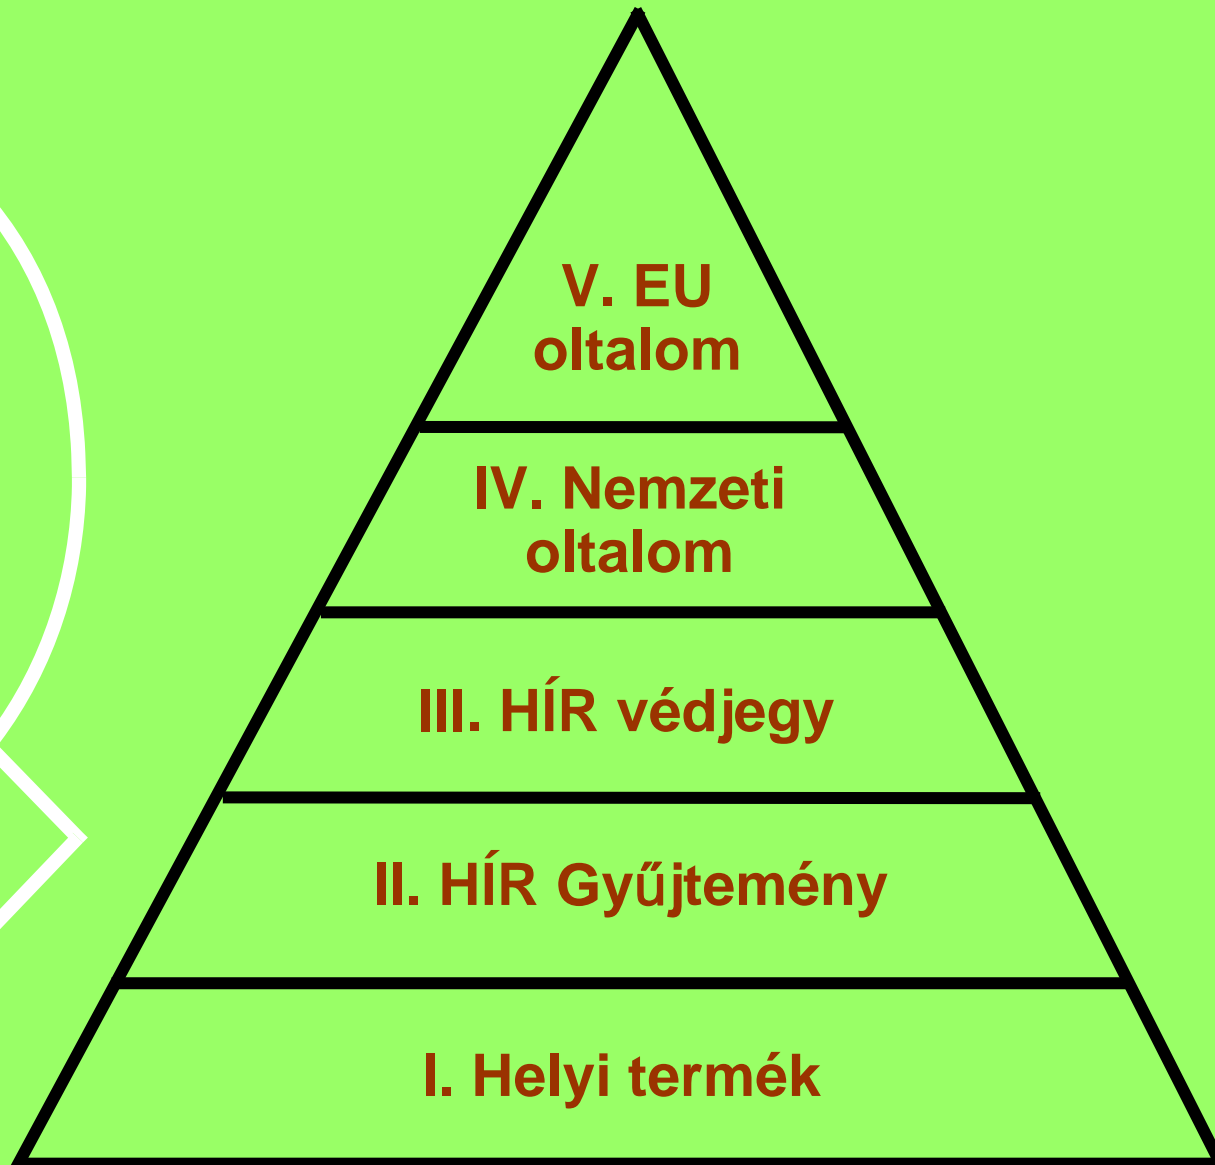 V. EU
oltalom
IV. Nemzeti
oltalom
III. HÍR védjegy
II. HÍR Gyűjtemény
I. Helyi termék